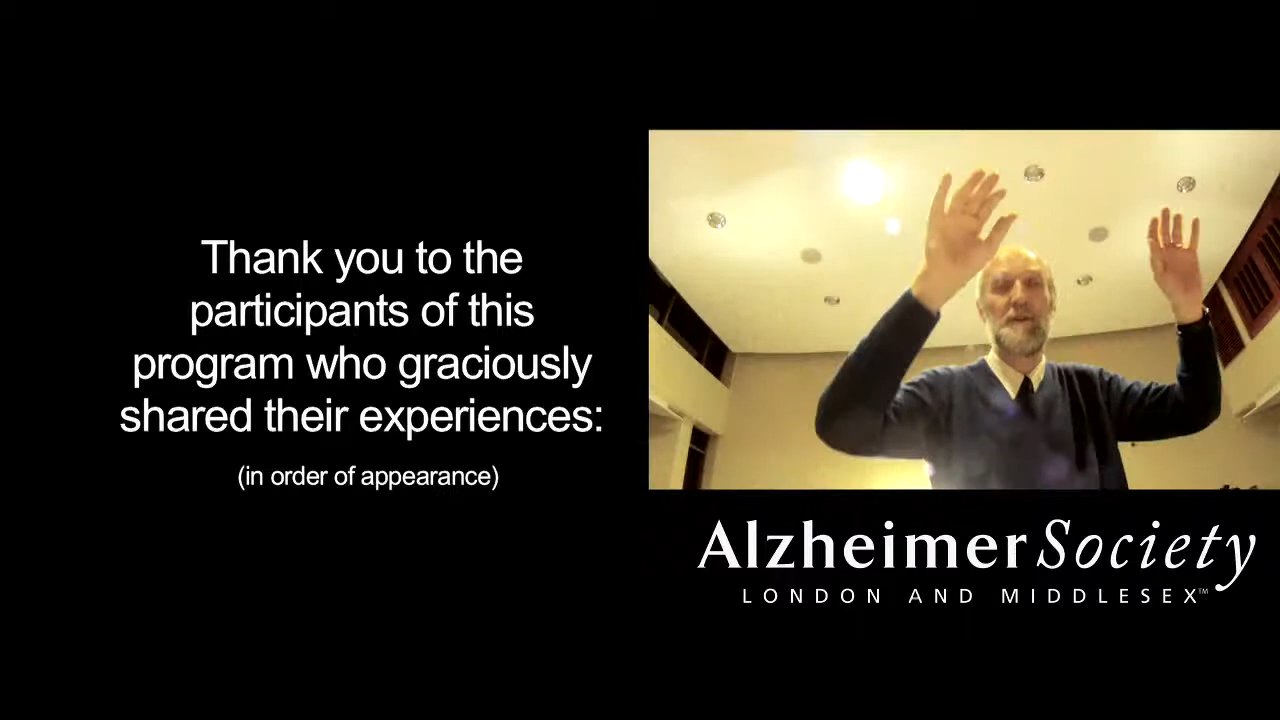 Thank you to the
participants of this
program who graciously
shared their experiences:
(in order of appearance)
Alzheimer Society
LONDON AND MIDDLESEX™